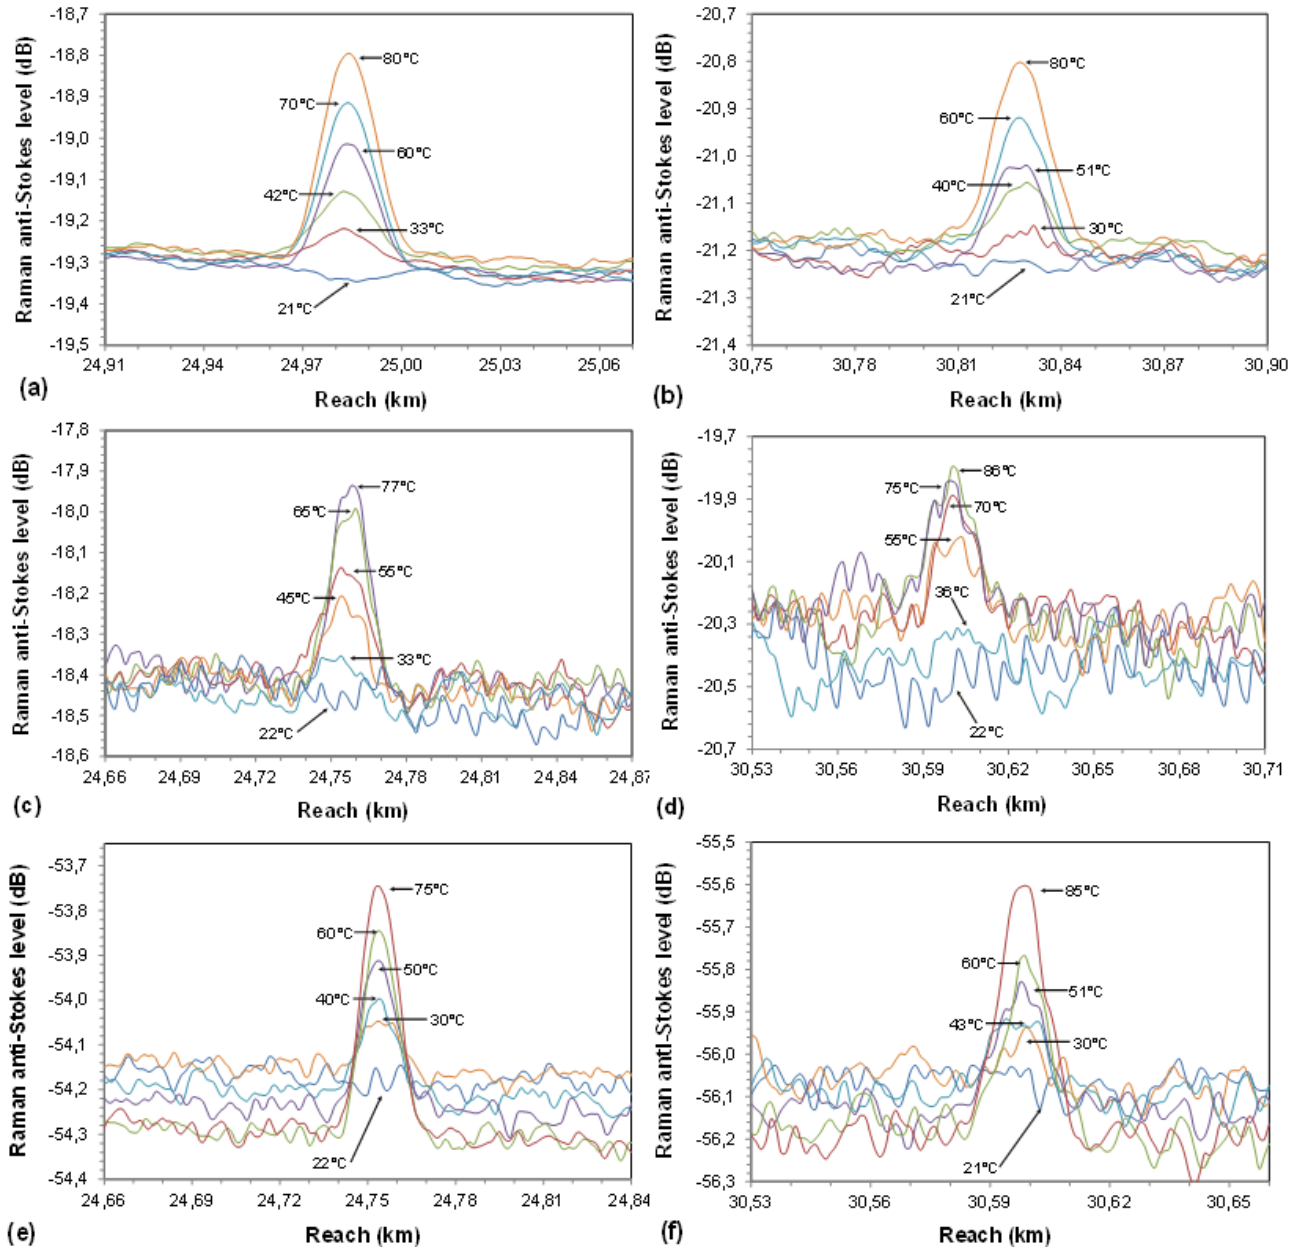 -18,7
-18,8
-18,9
-19,0
-19,1
-19,2
-19,3
-19,4
-19,5
Raman anti-Stokes level (dB)
80°C
70°C
60°C
42°C
33°C
21°C
24,91 24,94 24,97 25,00 25,03 25,06
(a)
Reach (km)
-20,7
-20,8
-20,9
-21,0
-21,1
-21,2
-21,3
-21,4
Raman anti-Stokes level (dB)
80°C
60°C
51°C
40°C
30°C
21°C
30,75 30,78 30,81 30,84 30,87 30,90
(b)
Reach (km)
-17,8
-17,9
-18,0
-18,1
-18,2
-18,3
-18,4
-18,5
-18,6
Raman anti-Stokes level (dB)
77°C
65°C
55°C
45°C
33°C
22°C
24,66 24,69 24,72 24,76 24,78 24,81 24,84 24,87
(c)
Reach (km)
-19,7
-19,9
-20,1
-20,3
-20,5
-20,7
Raman anti-Stokes level (dB)
86°C
75°C
70°C
55°C
36°C
22°C
30,53 30,56 30,59 30,62 30,65 30,68 30,71
(d)
Reach (km)
-53,7
-53,8
-53,9
-54,0
-54,1
-54,2
-54,3
-54,4
Raman anti-Stokes level (dB)
75°C
60°C
50°C
40°C
30°C
22°C
24,66 24,69 24,72 24,75 24,78 24,81 24,84
(e)
Reach (km)
-55,5
-55,6
-55,7
-55,8
-55,9
-56,0
-56,1
-56,2
-56,3
Raman anti-Stokes level (dB)
85°C
60°C
51°C
43°C
30°C
21°C
30,53 30,56 30,59 30,62 30,65
(f)
Reach (km)